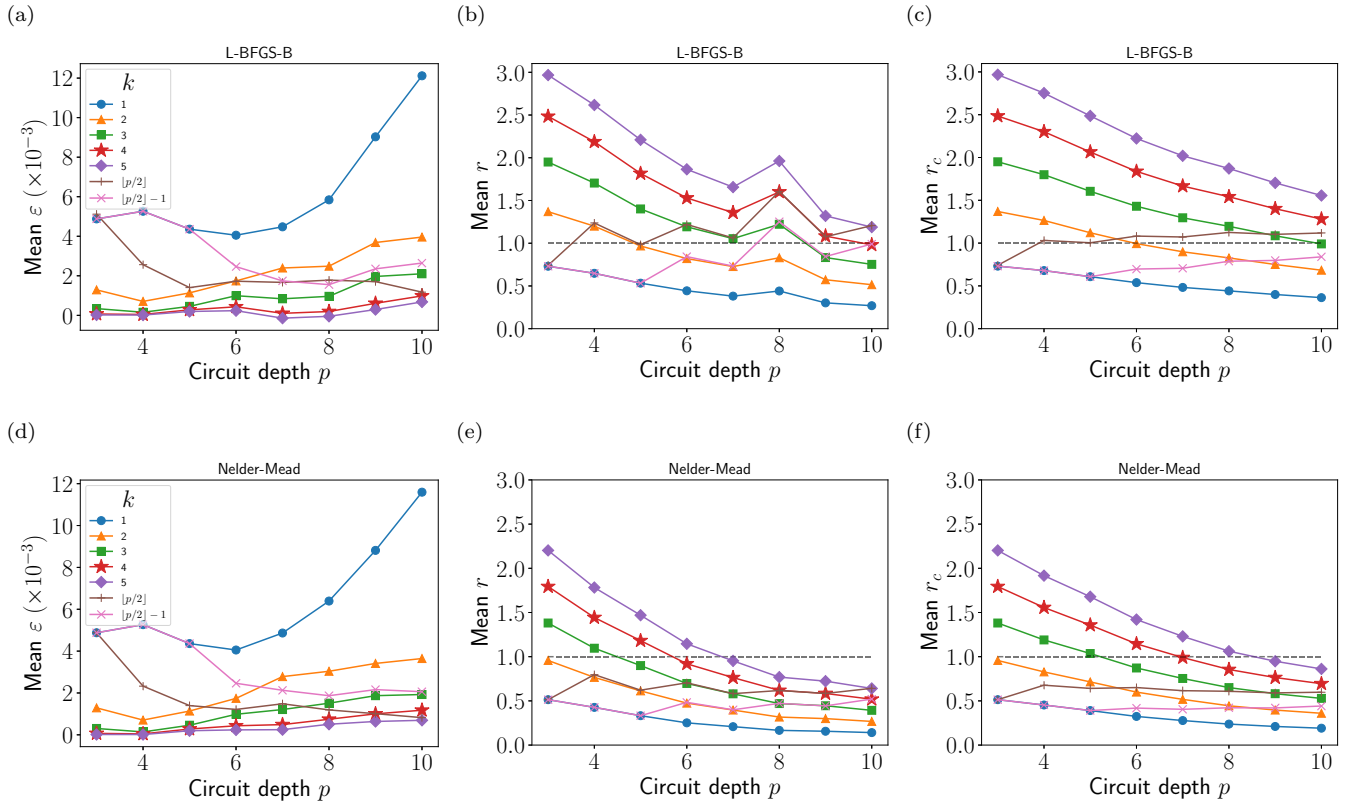 (a)
L-BFGS-B
Mean ε (×10⁻³)
12
10
8
6
4
2
0
k
1
2
3
4
5
⌊p/2⌋
⌊p/2⌋ − 1
4
6
8
10
Circuit depth p
(b)
L-BFGS-B
Mean r
3.0
2.5
2.0
1.5
1.0
0.5
0.0
4
6
8
10
Circuit depth p
(c)
L-BFGS-B
Mean r_c
3.0
2.5
2.0
1.5
1.0
0.5
0.0
4
6
8
10
Circuit depth p
(d)
Nelder-Mead
Mean ε (×10⁻³)
12
10
8
6
4
2
0
k
1
2
3
4
5
⌊p/2⌋
⌊p/2⌋ − 1
4
6
8
10
Circuit depth p
(e)
Nelder-Mead
Mean r
3.0
2.5
2.0
1.5
1.0
0.5
0.0
4
6
8
10
Circuit depth p
(f)
Nelder-Mead
Mean r_c
3.0
2.5
2.0
1.5
1.0
0.5
0.0
4
6
8
10
Circuit depth p